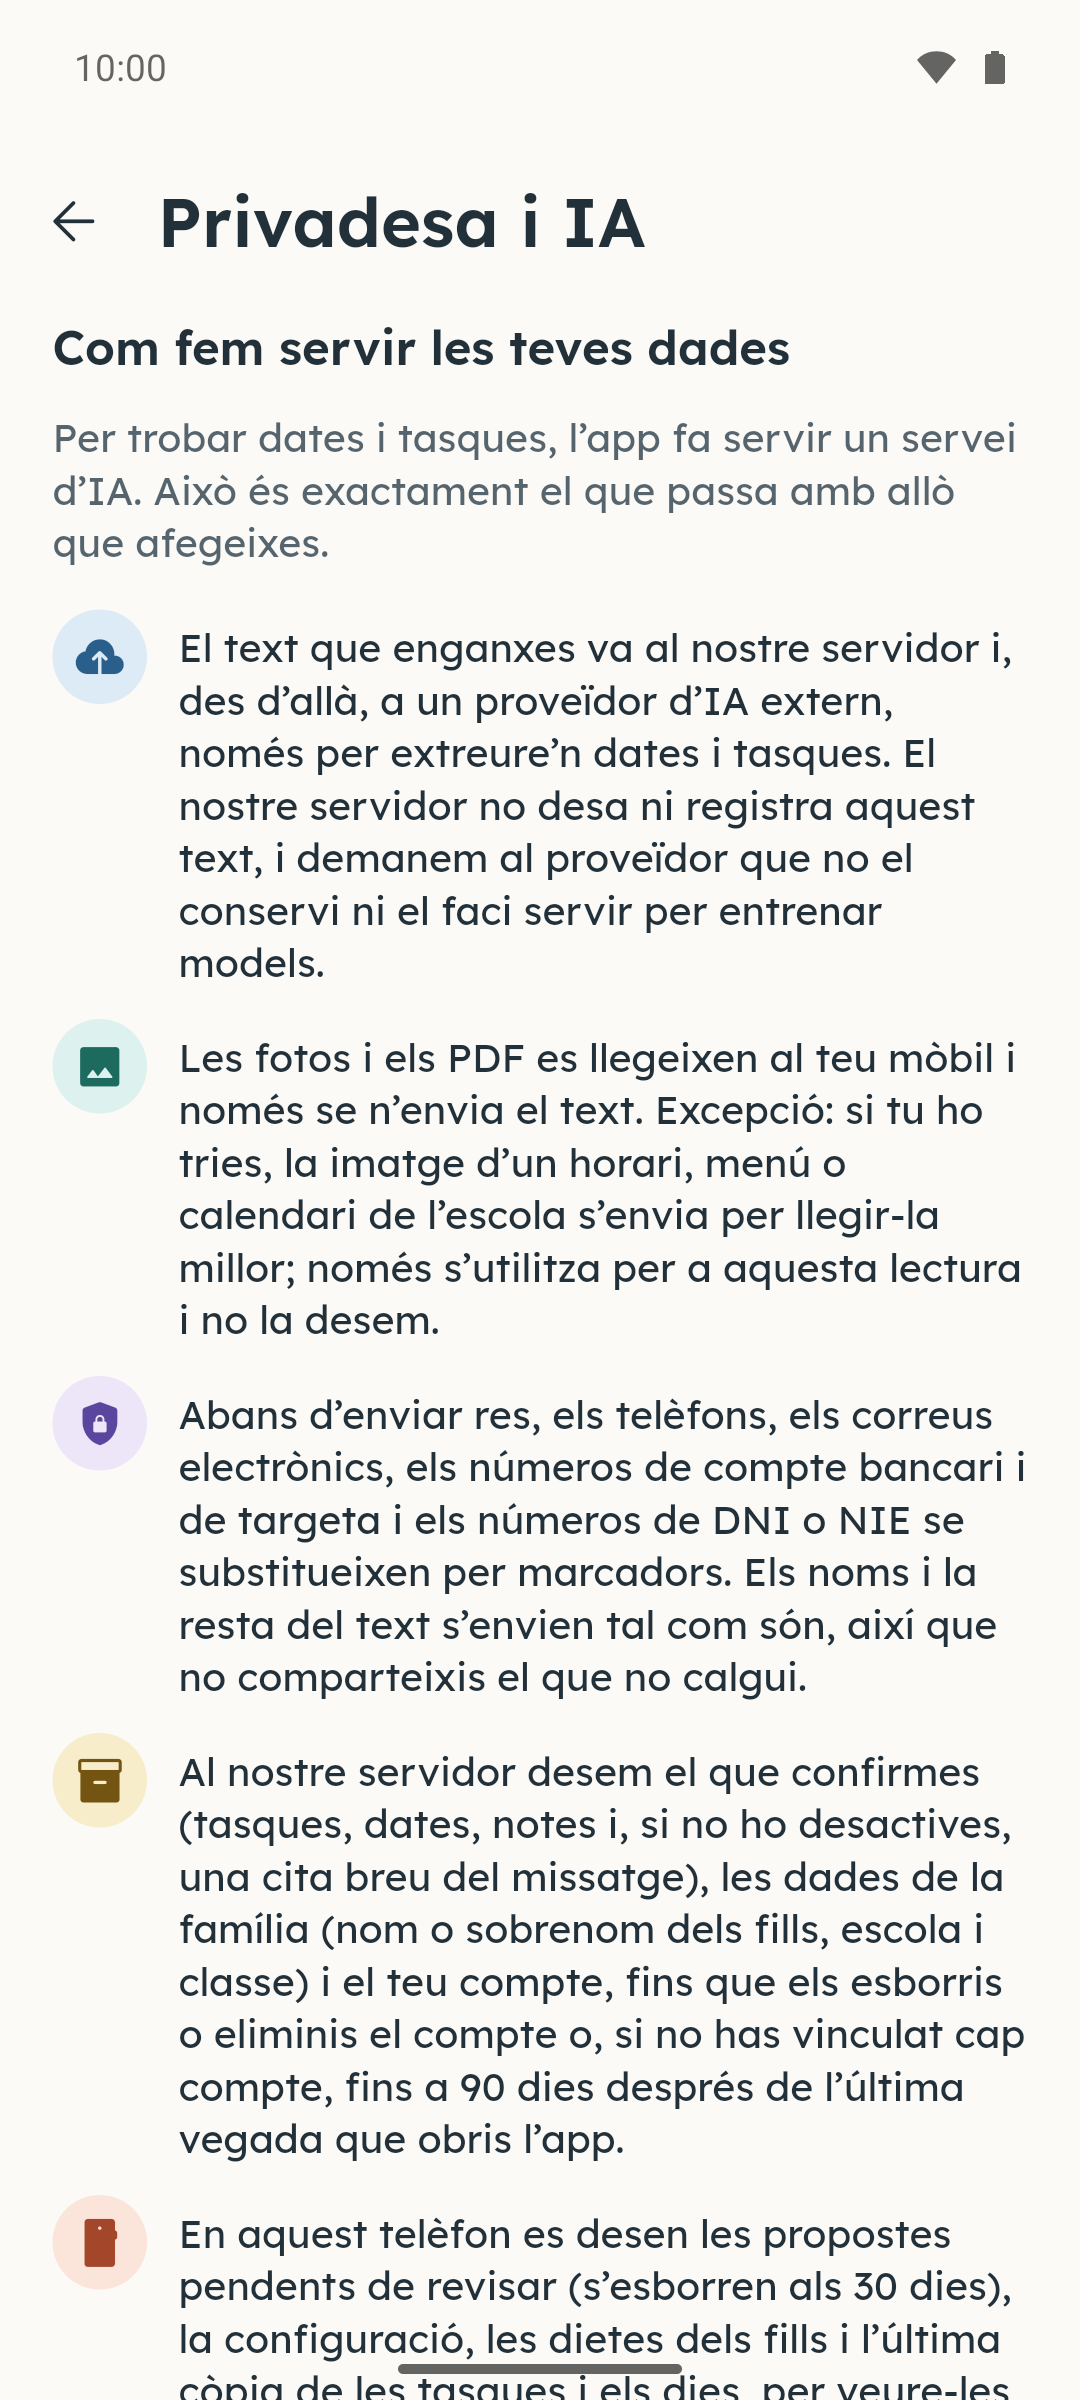 10:00
Privadesa i IA
Com fem servir les teves dades
Per trobar dates i tasques, l’app fa servir un servei
d’IA. Això és exactament el que passa amb allò
que afegeixes.
El text que enganxes va al nostre servidor i,
des d’allà, a un proveïdor d’IA extern,
només per extreure’n dates i tasques. El
nostre servidor no desa ni registra aquest
text, i demanem al proveïdor que no el
conservi ni el faci servir per entrenar
models.
Les fotos i els PDF es llegeixen al teu mòbil i
només se n’envia el text. Excepció: si tu ho
tries, la imatge d’un horari, menú o
calendari de l’escola s’envia per llegir-la
millor; només s’utilitza per a aquesta lectura
i no la desem.
Abans d’enviar res, els telèfons, els correus
electrònics, els números de compte bancari i
de targeta i els números de DNI o NIE se
substitueixen per marcadors. Els noms i la
resta del text s’envien tal com són, així que
no comparteixis el que no calgui.
Al nostre servidor desem el que confirmes
(tasques, dates, notes i, si no ho desactives,
una cita breu del missatge), les dades de la
família (nom o sobrenom dels fills, escola i
classe) i el teu compte, fins que els esborris
o eliminis el compte o, si no has vinculat cap
compte, fins a 90 dies després de l’última
vegada que obris l’app.
En aquest telèfon es desen les propostes
pendents de revisar (s’esborren als 30 dies),
la configuració, les dietes dels fills i l’última
còpia de les tasques i els dies, per veure-les